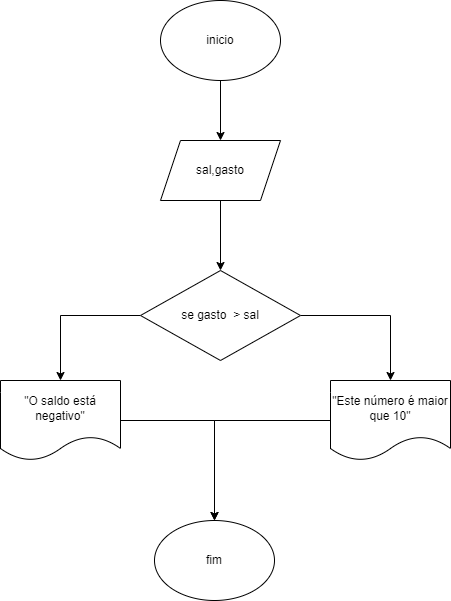 inicio
sal,gasto
se gasto > sal
"O saldo está
negativo"
"Este número é maior
que 10"
fim